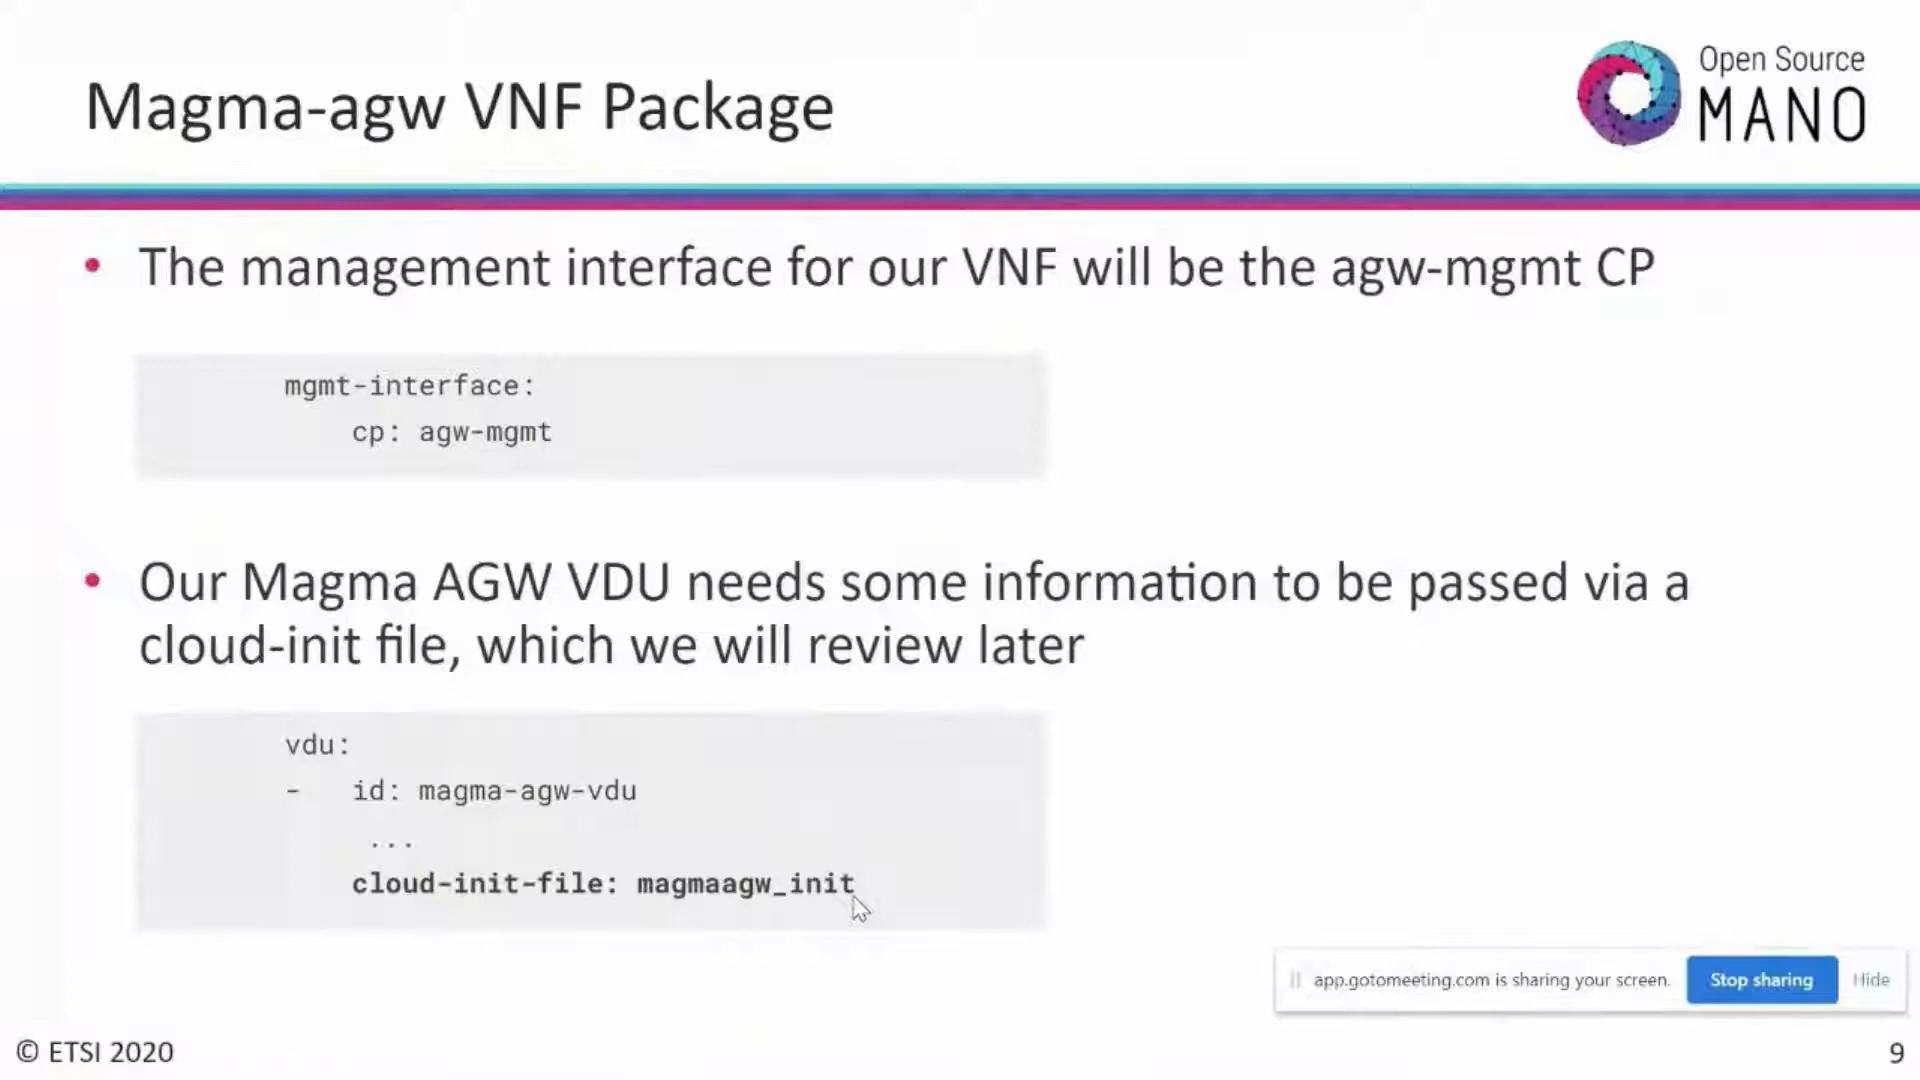 Magma-agw VNF Package
Open Source
MANO
• The management interface for our VNF will be the agw-mgmt CP
mgmt-interface:
cp: agw-mgmt
• Our Magma AGW VDU needs some information to be passed via a
cloud-init file, which we will review later
vdu:
- id: magma-agw-vdu
...
cloud-init-file: magmaagw_init
app.gotomeeting.com is sharing your screen. Stop sharing Hide
© ETSI 2020
9